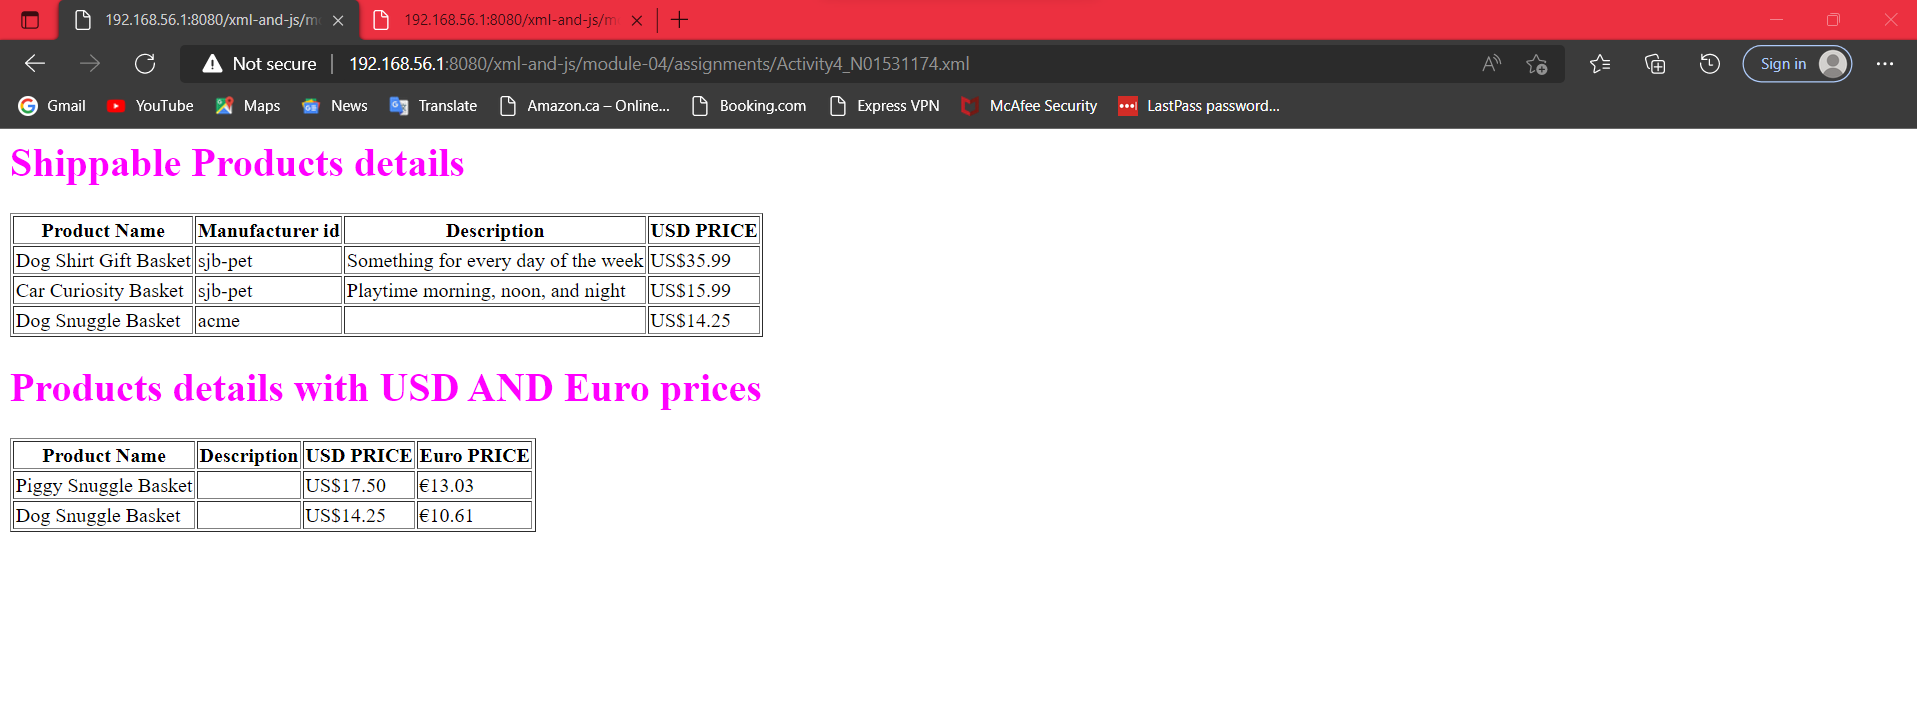 192.168.56.1:8080/xml-and-js/m
192.168.56.1:8080/xml-and-js/m
Not secure 192.168.56.1:8080/xml-and-js/module-04/assignments/Activity4_N01531174.xml Sign in
Gmail YouTube Maps News Translate Amazon.ca – Online... Booking.com Express VPN McAfee Security LastPass password...
Shippable Products details
Product Name Manufacturer id Description USD PRICE
Dog Shirt Gift Basket sjb-pet Something for every day of the week US$35.99
Car Curiosity Basket sjb-pet Playtime morning, noon, and night US$15.99
Dog Snuggle Basket acme US$14.25
Products details with USD AND Euro prices
Product Name Description USD PRICE Euro PRICE
Piggy Snuggle Basket US$17.50 €13.03
Dog Snuggle Basket US$14.25 €10.61